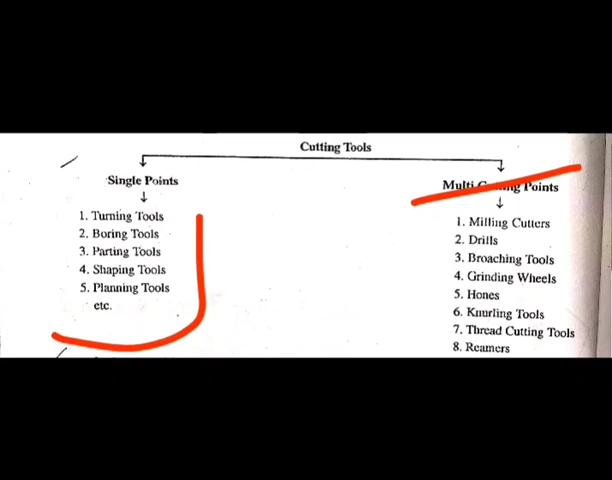 Cutting Tools
Single Points
1. Turning Tools
2. Boring Tools
3. Parting Tools
4. Shaping Tools
5. Planning Tools
etc.
Multi Points
1. Milling Cutters
2. Drills
3. Broaching Tools
4. Grinding Wheels
5. Hones
6. Knurling Tools
7. Thread Cutting Tools
8. Reamers